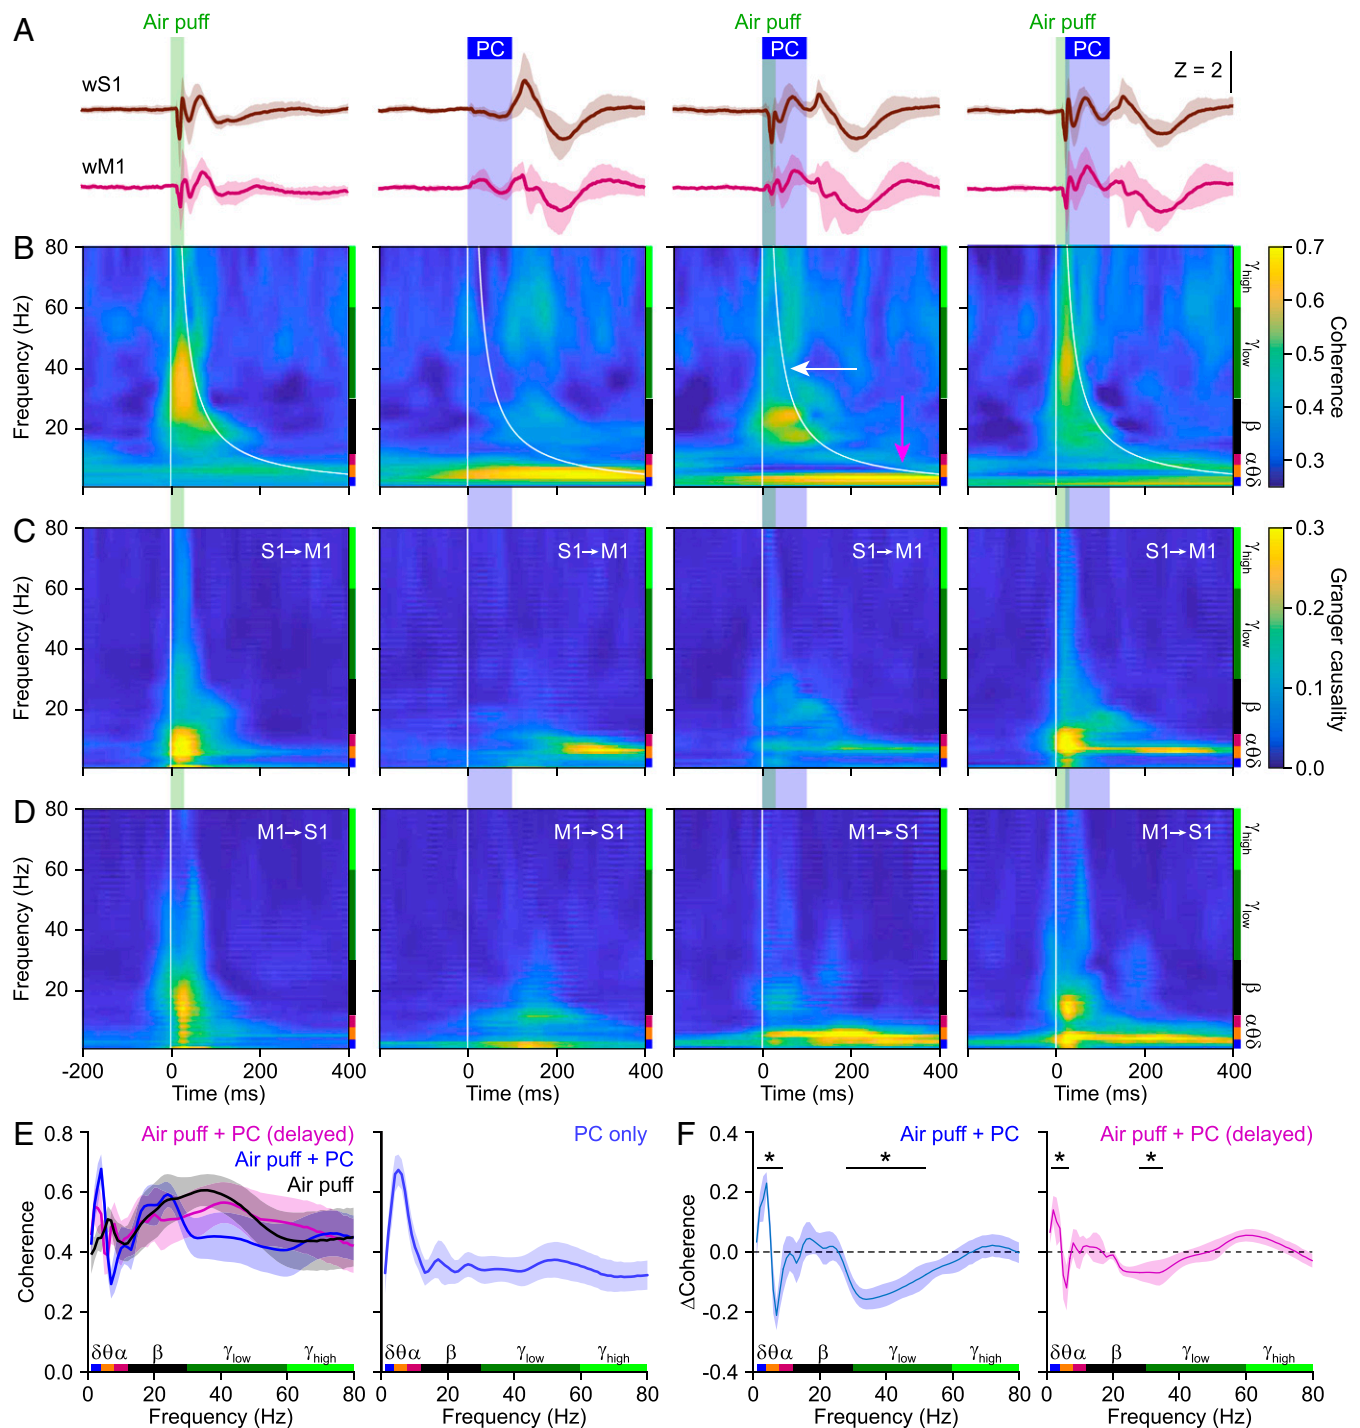 A
Air puff
Air puff
Air puff
PC
PC
PC
Z = 2
wS1
wM1
B
80
60
40
20
Frequency (Hz)
γhigh
γlow
β
αθδ
0.7
0.6
0.5
0.4
0.3
Coherence
C
80
60
40
20
Frequency (Hz)
S1→M1
S1→M1
S1→M1
S1→M1
γhigh
γlow
β
αθδ
0.3
0.2
0.1
0.0
Granger causality
D
80
60
40
20
Frequency (Hz)
M1→S1
M1→S1
M1→S1
M1→S1
γhigh
γlow
β
αθδ
-200 0 200 400
0 200 400
0 200 400
0 200 400
Time (ms)
Time (ms)
Time (ms)
Time (ms)
E
0.8
0.6
0.4
0.2
0.0
Coherence
Air puff + PC (delayed)
Air puff + PC
Air puff
δθα β γlow γhigh
0 20 40 60 80
Frequency (Hz)
PC only
δθα β γlow γhigh
0 20 40 60 80
Frequency (Hz)
F
0.4
0.2
0.0
-0.2
-0.4
ΔCoherence
Air puff + PC
* *
δθα β γlow γhigh
0 20 40 60 80
Frequency (Hz)
Air puff + PC (delayed)
* *
δθα β γlow γhigh
0 20 40 60 80
Frequency (Hz)